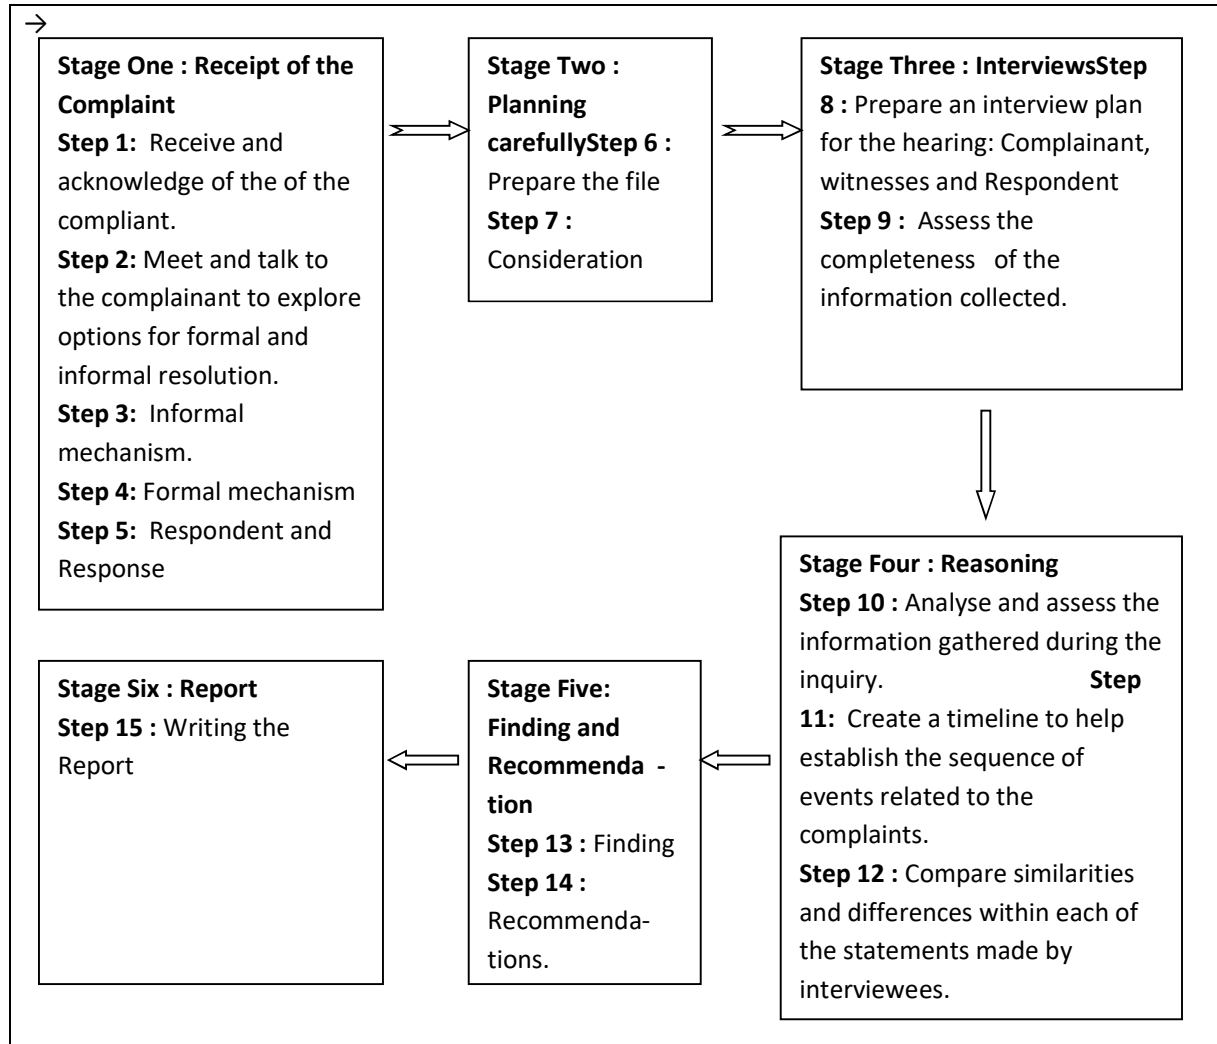 →
Stage One : Receipt of the
Complaint
Step 1: Receive and
acknowledge of the of the
compliant.
Step 2: Meet and talk to
the complainant to explore
options for formal and
informal resolution.
Step 3: Informal
mechanism.
Step 4: Formal mechanism
Step 5: Respondent and
Response
Stage Two :
Planning
carefullyStep 6 :
Prepare the file
Step 7 :
Consideration
Stage Three : InterviewsStep
8 : Prepare an interview plan
for the hearing: Complainant,
witnesses and Respondent
Step 9 : Assess the
completeness of the
information collected.
Stage Four : Reasoning
Step 10 : Analyse and assess the
information gathered during the
inquiry. Step
11: Create a timeline to help
establish the sequence of
events related to the
complaints.
Step 12 : Compare similarities
and differences within each of
the statements made by
interviewees.
Stage Five:
Finding and
Recommenda -
tion
Step 13 : Finding
Step 14 :
Recommenda-
tions.
Stage Six : Report
Step 15 : Writing the
Report